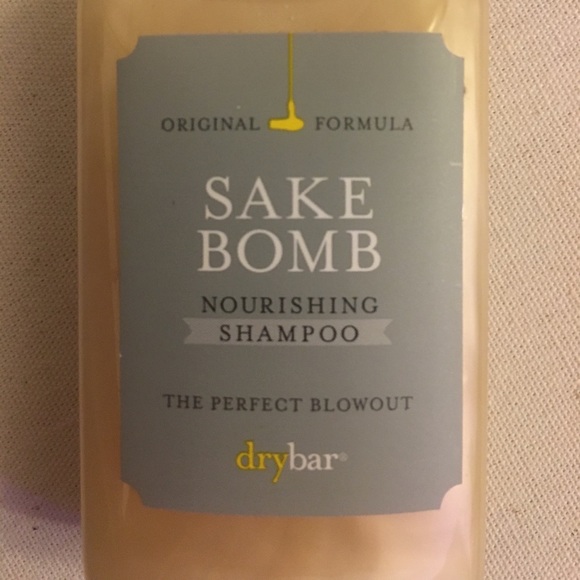 ORIGINAL FORMULA
SAKE
BOMB
NOURISHING
SHAMPOO
THE PERFECT BLOWOUT
drybar®